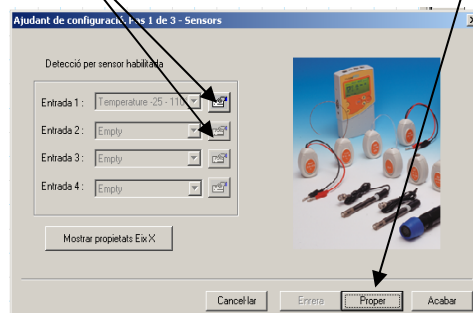 Ajudant de configuració. Pas 1 de 3 - Sensors
Detecció per sensor habilitada
Entrada 1 : Temperature -25 - 110
Entrada 2 : Empty
Entrada 3 : Empty
Entrada 4 : Empty
Mostrar propietats Eix X
Cancel·lar Enrera Proper Acabar